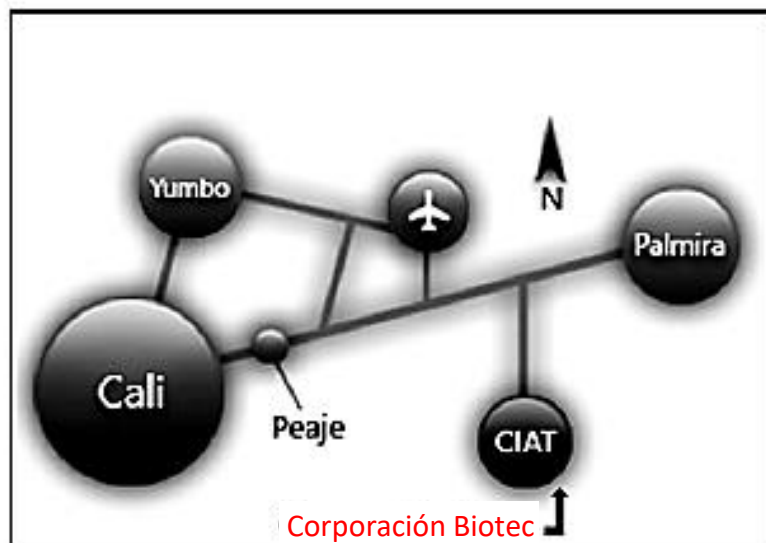 Yumbo
N
Palmira
Cali
Peaje
CIAT
Corporación Biotec